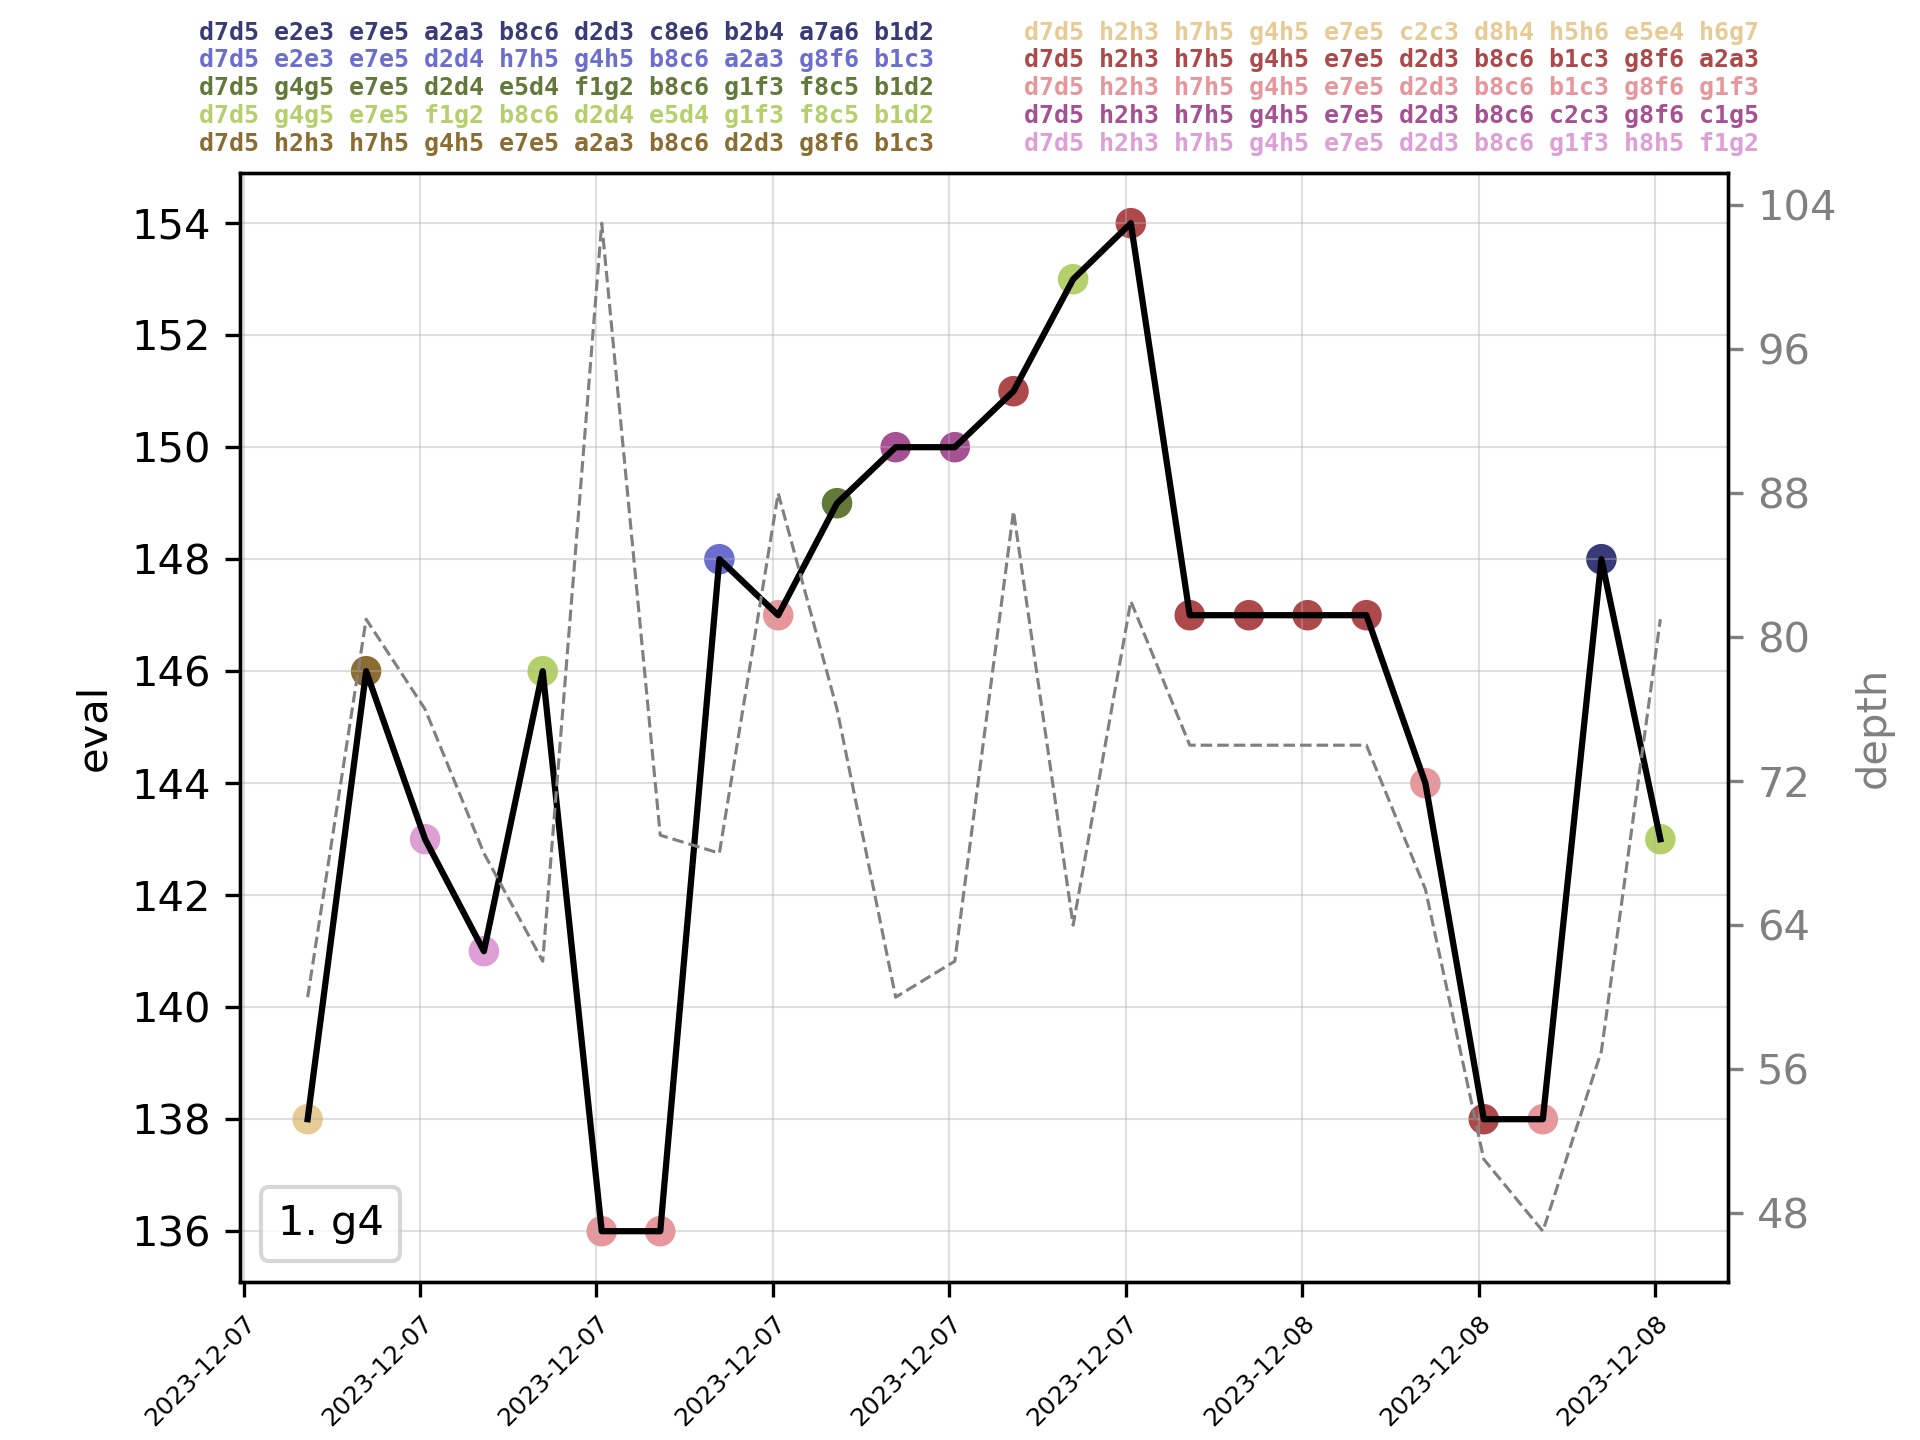 d7d5 e2e3 e7e5 a2a3 b8c6 d2d3 c8e6 b2b4 a7a6 b1d2
d7d5 e2e3 e7e5 d2d4 h7h5 g4h5 b8c6 a2a3 g8f6 b1c3
d7d5 g4g5 e7e5 d2d4 e5d4 f1g2 b8c6 g1f3 f8c5 b1d2
d7d5 g4g5 e7e5 f1g2 b8c6 d2d4 e5d4 g1f3 f8c5 b1d2
d7d5 h2h3 h7h5 g4h5 e7e5 a2a3 b8c6 d2d3 g8f6 b1c3
d7d5 h2h3 h7h5 g4h5 e7e5 c2c3 d8h4 h5h6 e5e4 h6g7
d7d5 h2h3 h7h5 g4h5 e7e5 d2d3 b8c6 b1c3 g8f6 a2a3
d7d5 h2h3 h7h5 g4h5 e7e5 d2d3 b8c6 b1c3 g8f6 g1f3
d7d5 h2h3 h7h5 g4h5 e7e5 d2d3 b8c6 c2c3 g8f6 c1g5
d7d5 h2h3 h7h5 g4h5 e7e5 d2d3 b8c6 g1f3 h8h5 f1g2
eval
154
152
150
148
146
144
142
140
138
136
1. g4
104
96
88
80
72
64
56
48
depth
2023-12-07
2023-12-07
2023-12-07
2023-12-07
2023-12-07
2023-12-07
2023-12-08
2023-12-08
2023-12-08